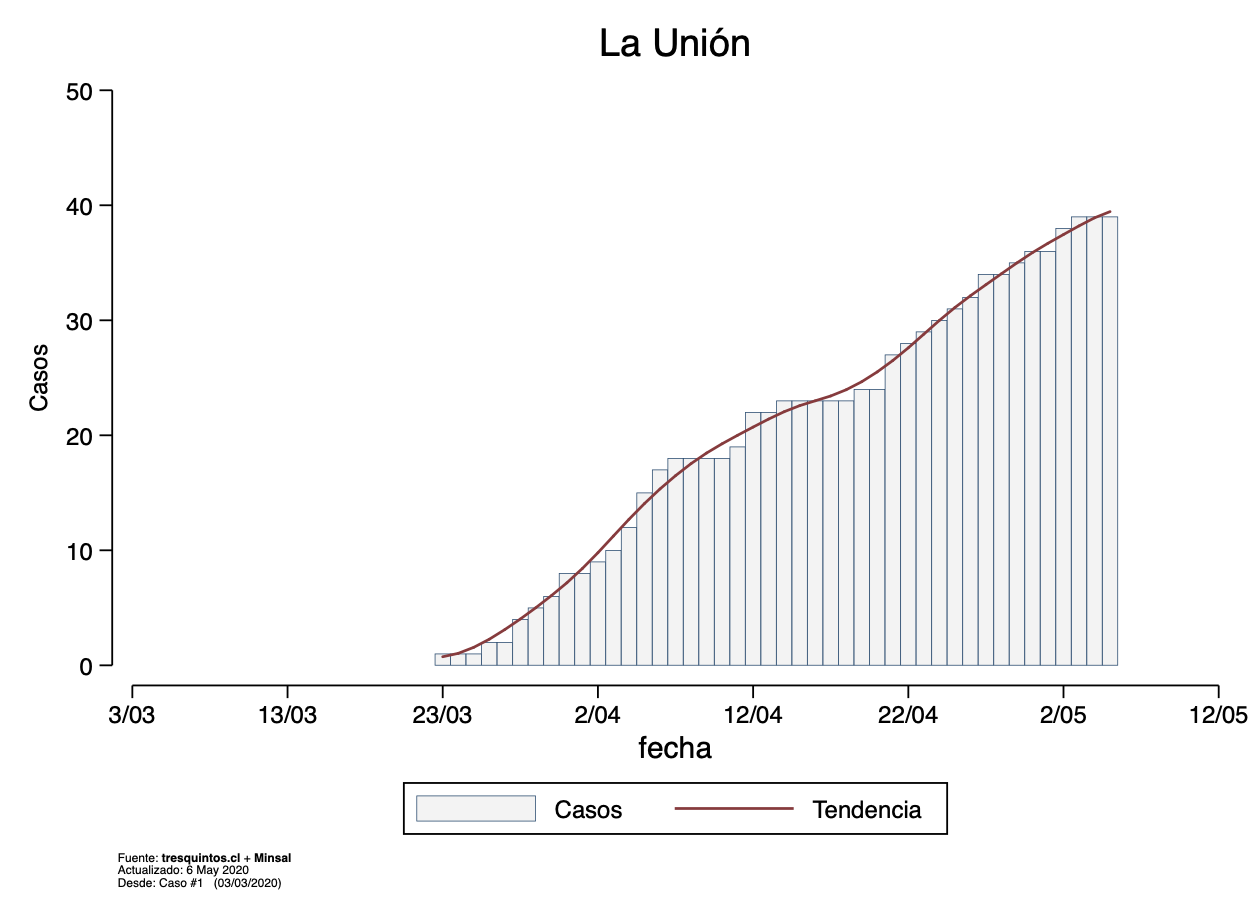 La Unión
50
40
30
20
10
0
Casos
3/03 13/03 23/03 2/04 12/04 22/04 2/05 12/05
fecha
Casos Tendencia
Fuente: tresquintos.cl + Minsal
Actualizado: 6 May 2020
Desde: Caso #1 (03/03/2020)